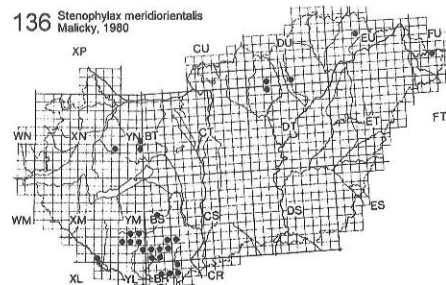 136 Stenophylax meridiorientalis
Malicky, 1980
XP
CU
DU
EU
FU
WN
XN
YN
BT
C
DT
ET
FT
WM
XM
YM
BS
CS
DS
ES
XL
YL
CR